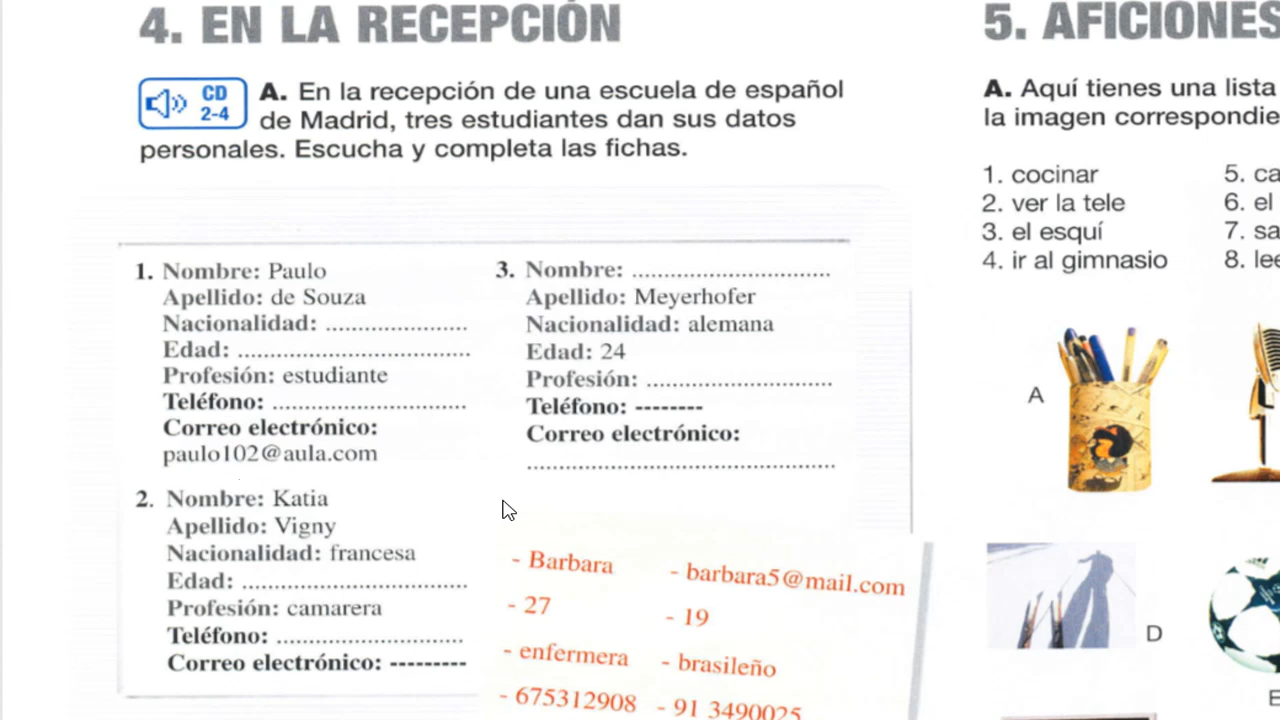 4. EN LA RECEPCIÓN
CD
2-4
A. En la recepción de una escuela de español
de Madrid, tres estudiantes dan sus datos
personales. Escucha y completa las fichas.
1. Nombre: Paulo
Apellido: de Souza
Nacionalidad: ......................
Edad: ....................................
Profesión: estudiante
Teléfono: ..............................
Correo electrónico:
paulo102@aula.com
2. Nombre: Katia
Apellido: Vigny
Nacionalidad: francesa
Edad: ...................................
Profesión: camarera
Teléfono: .............................
Correo electrónico: ---------
3. Nombre: ...............................
Apellido: Meyerhofer
Nacionalidad: alemana
Edad: 24
Profesión: .............................
Teléfono: --------
Correo electrónico:
................................................
- Barbara
- 27
- enfermera
- 675312908
- barbara5@mail.com
- 19
- brasileño
- 91 3490025
5. AFICIONES
A. Aquí tienes una lista
la imagen correspondie
1. cocinar
2. ver la tele
3. el esquí
4. ir al gimnasio
5. ca
6. el
7. sa
8. lee
A
D
E